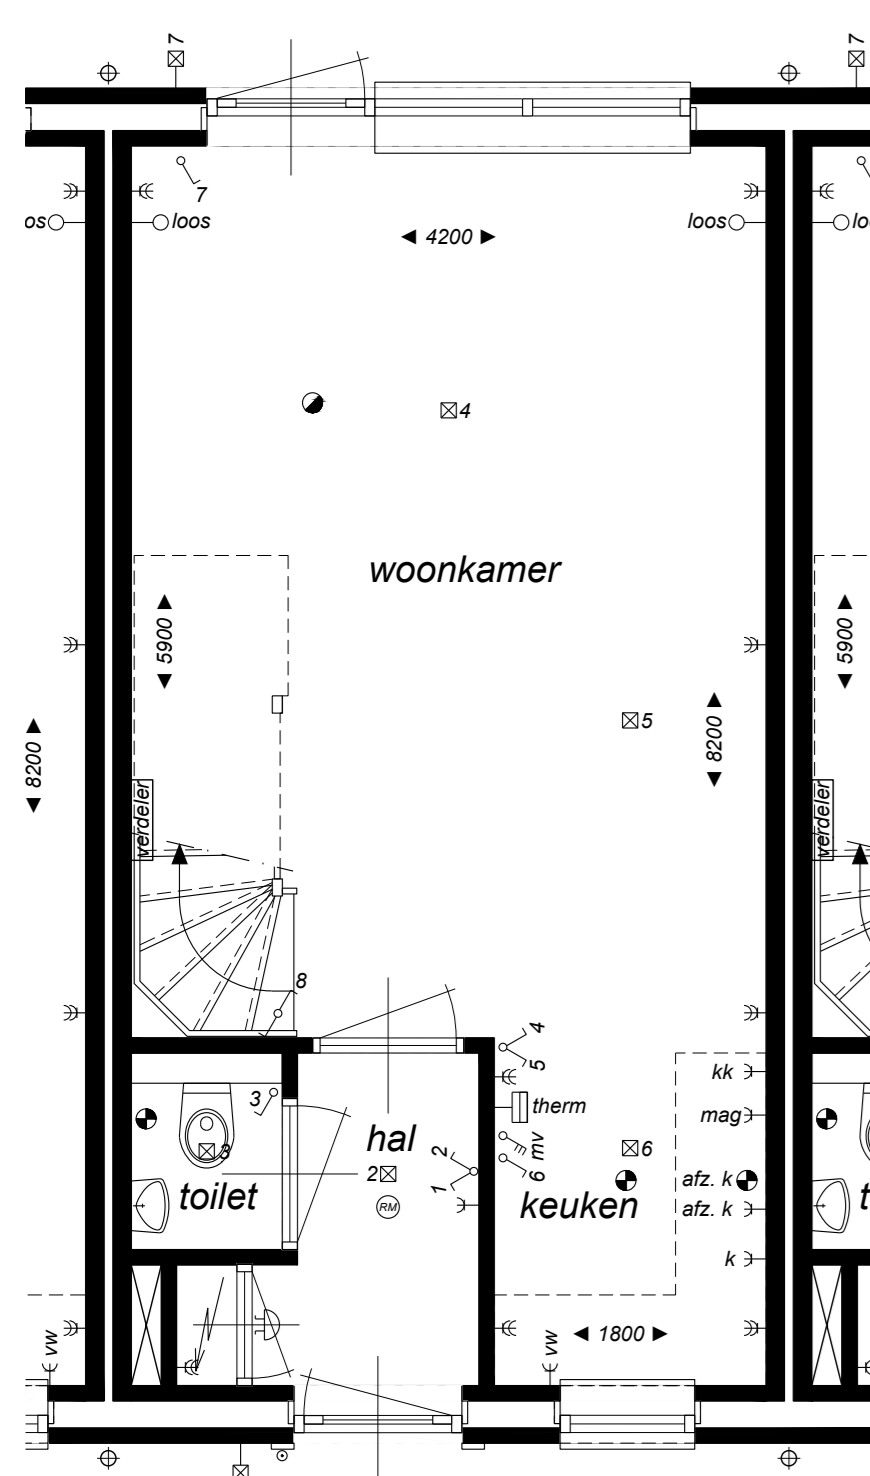 7
7
7
os
loos
loos
loo
4200
4
woonkamer
5900
5900
5
8200
8200
verdeler
verdeler
8
4
5
kk
3
therm
mag
hal
2
mv
3
6
2
afz. k
toilet
1
6
RM
keuken
afz. k
t
k
vw
vw
1800